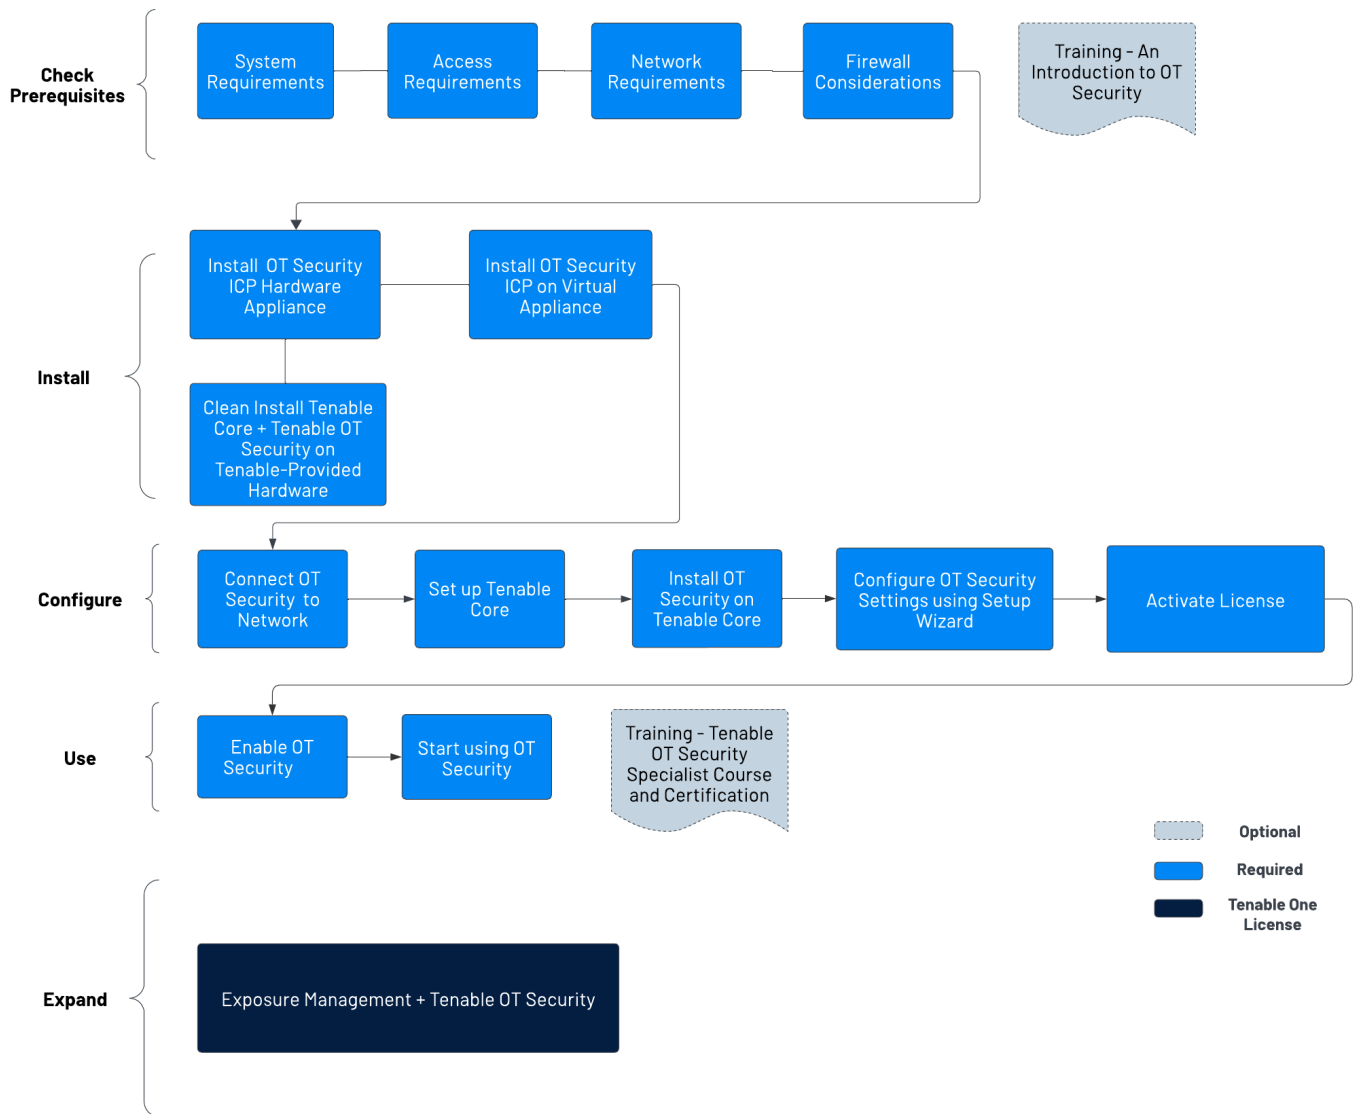 Check
Prerequisites
System
Requirements
Access
Requirements
Network
Requirements
Firewall
Considerations
Training - An
Introduction to OT
Security
Install
Install OT Security
ICP Hardware
Appliance
Install OT Security
ICP on Virtual
Appliance
Clean Install Tenable
Core + Tenable OT
Security on
Tenable-Provided
Hardware
Configure
Connect OT
Security to
Network
Set up Tenable
Core
Install OT
Security on
Tenable Core
Configure OT Security
Settings using Setup
Wizard
Activate License
Use
Enable OT
Security
Start using OT
Security
Training - Tenable
OT Security
Specialist Course
and Certification
Optional
Required
Tenable One
License
Expand
Exposure Management + Tenable OT Security